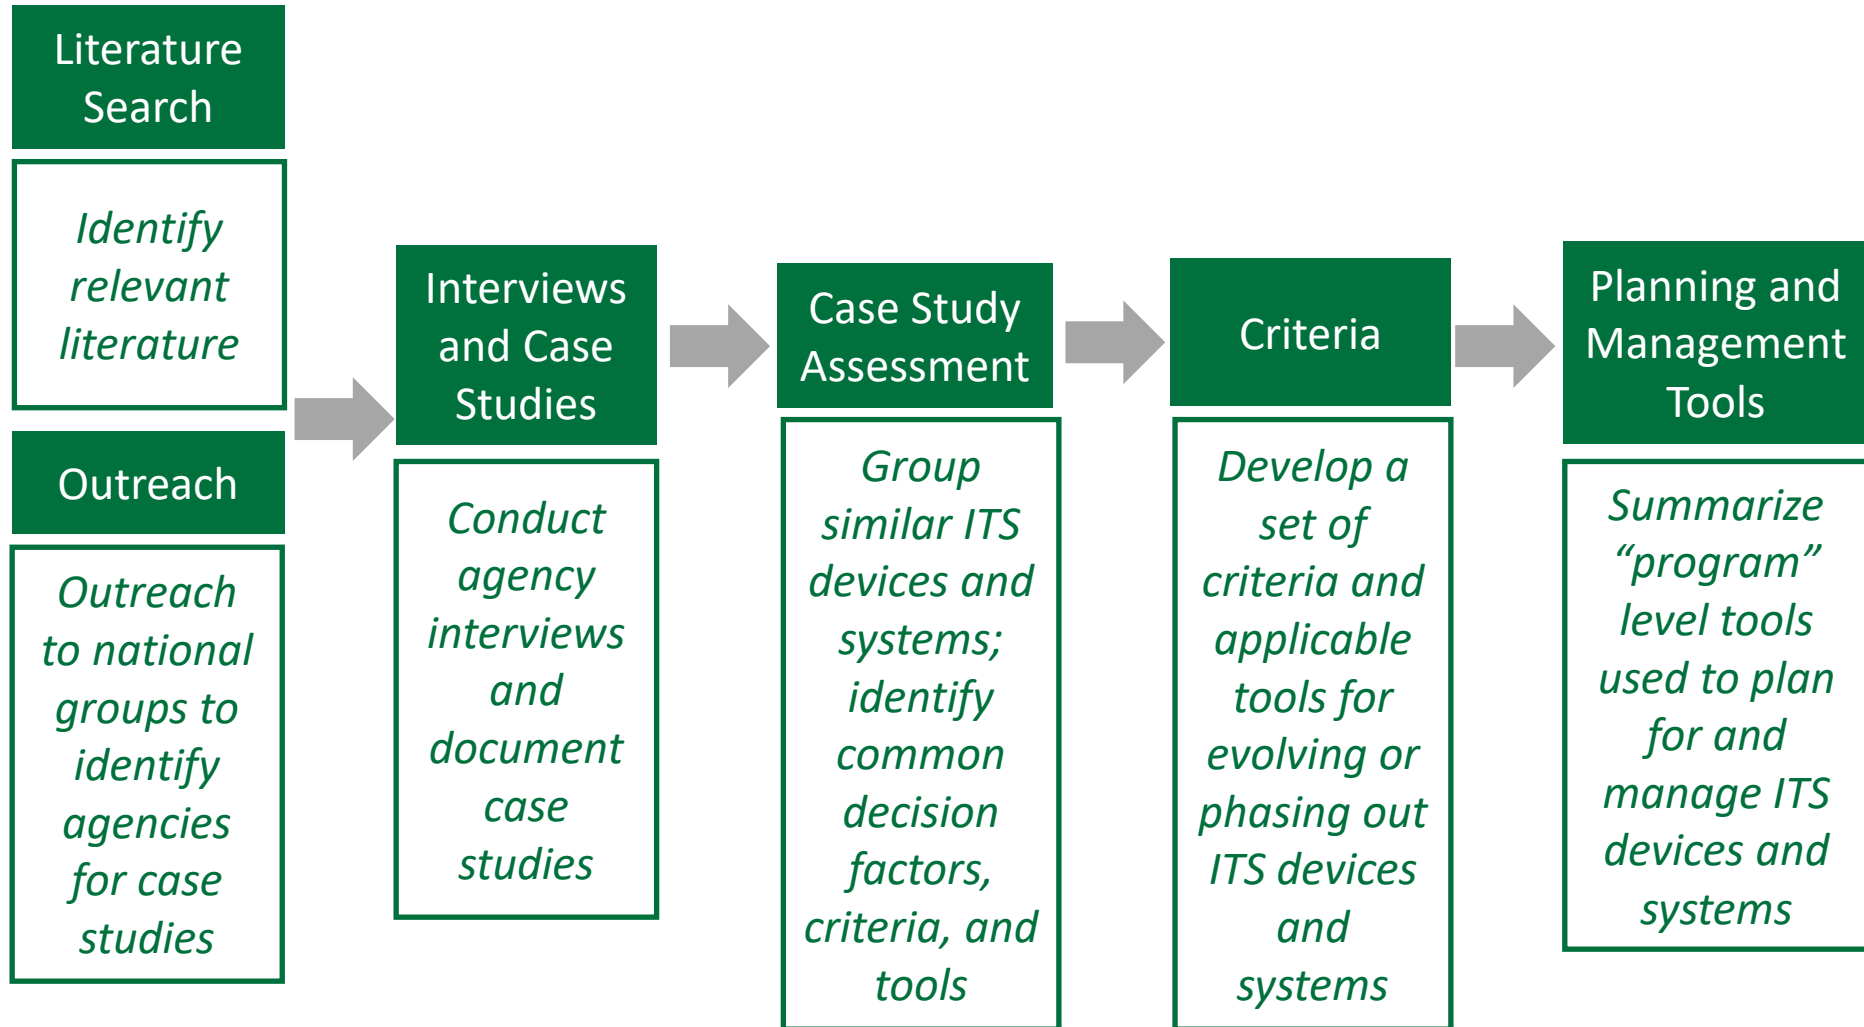 Literature
Search
Identify
relevant
literature
Outreach
Outreach
to national
groups to
identify
agencies
for case
studies
Interviews
and Case
Studies
Conduct
agency
interviews
and
document
case
studies
Case Study
Assessment
Group
similar ITS
devices and
systems;
identify
common
decision
factors,
criteria, and
tools
Criteria
Develop a
set of
criteria and
applicable
tools for
evolving or
phasing out
ITS devices
and
systems
Planning and
Management
Tools
Summarize
“program”
level tools
used to plan
for and
manage ITS
devices and
systems